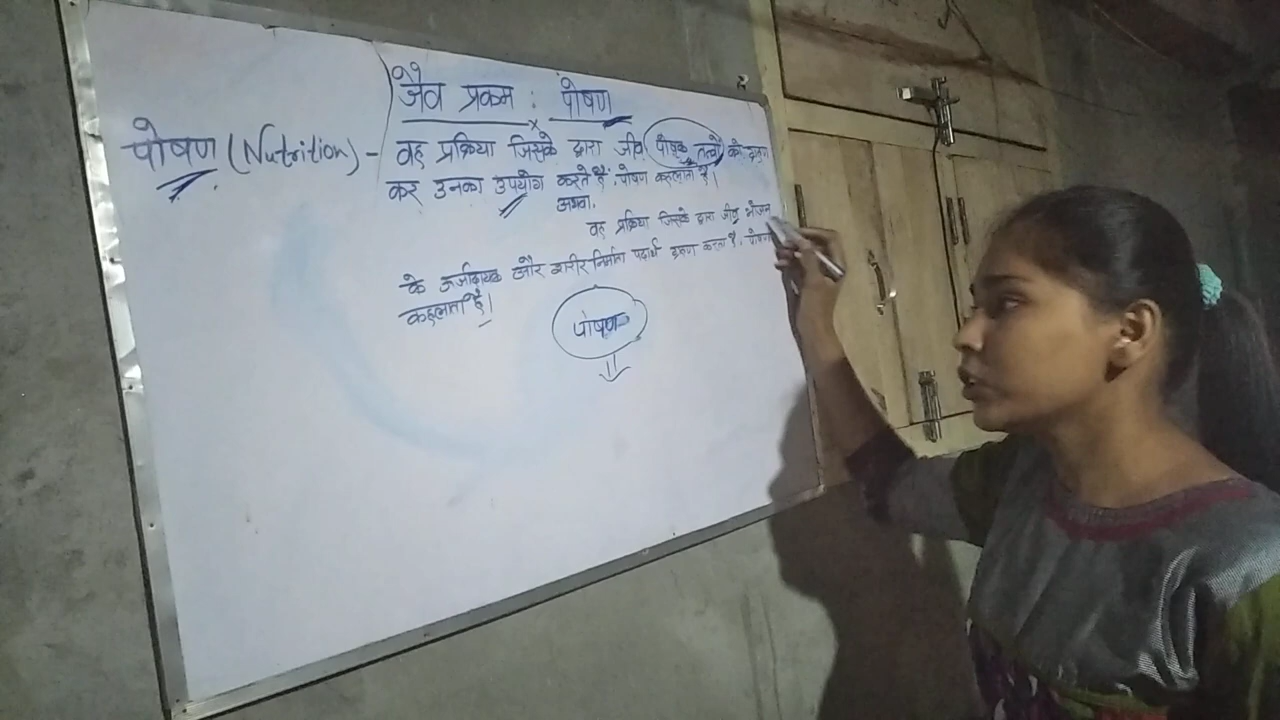 जैव प्रक्रम : पोषण
पोषण (Nutrition) - वह प्रक्रिया जिसके द्वारा जीव पोषक तत्वों को ग्रहण
कर उनका उपयोग करते हैं, पोषण कहलाता है।
अथवा,
वह प्रक्रिया जिसके द्वारा जीव भोजन
के ऊर्जादायक और शरीर निर्माता पदार्थ ग्रहण करता है, पोषण
कहलाता है।
पोषण